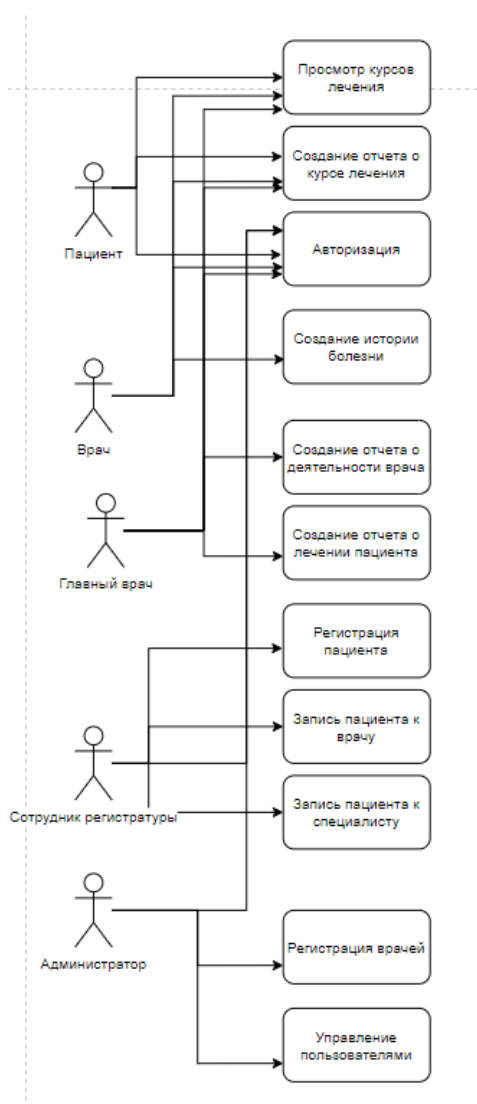 Просмотр курсов
лечения
Создание отчета о
курсе лечения
Пациент
Авторизация
Создание истории
болезни
Врач
Создание отчета о
деятельности врача
Создание отчета о
лечении пациента
Главный врач
Регистрация
пациента
Запись пациента к
врачу
Сотрудник регистратуры
Запись пациента к
специалисту
Администратор
Регистрация врачей
Управление
пользователями